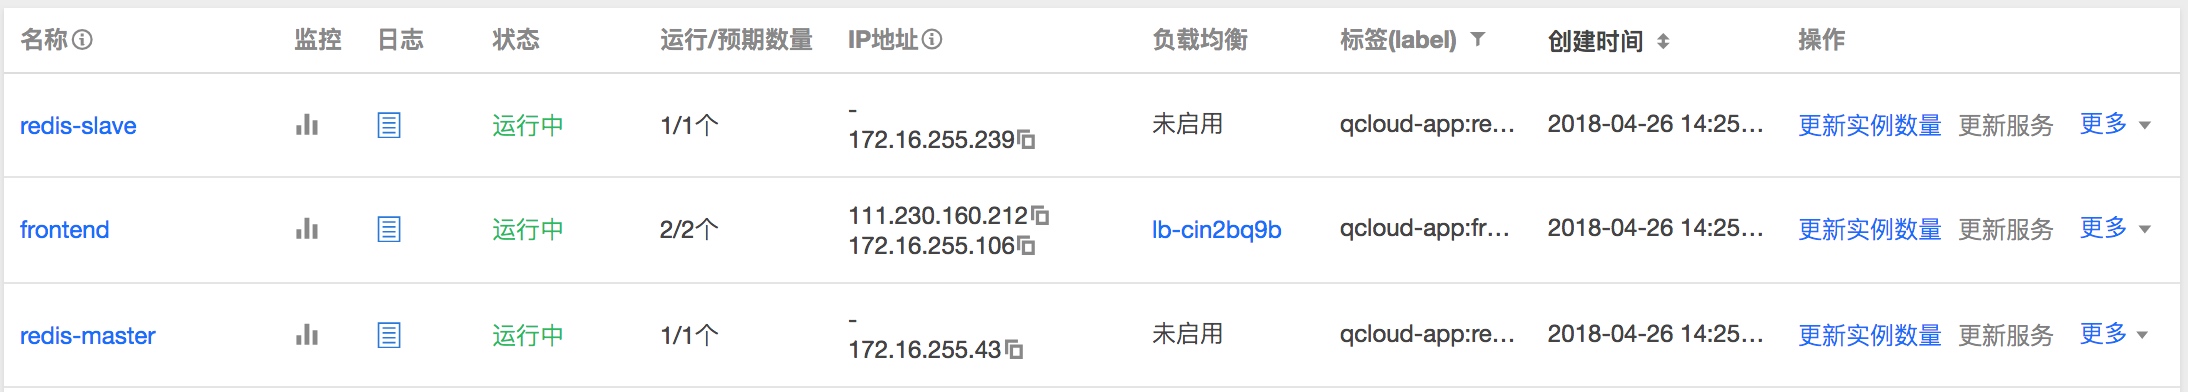 名称 监控 日志 状态 运行/预期数量 IP地址 负载均衡 标签(label) 创建时间 操作
redis-slave 运行中 1/1个 - 未启用 qcloud-app:re... 2018-04-26 14:25... 更新实例数量 更新服务 更多
172.16.255.239
frontend 运行中 2/2个 111.230.160.212 lb-cin2bq9b qcloud-app:fr... 2018-04-26 14:25... 更新实例数量 更新服务 更多
172.16.255.106
redis-master 运行中 1/1个 - 未启用 qcloud-app:re... 2018-04-26 14:25... 更新实例数量 更新服务 更多
172.16.255.43